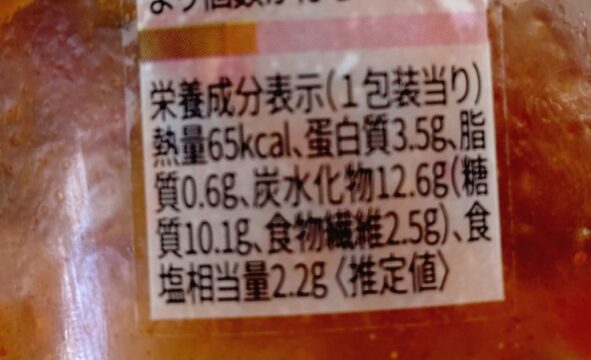 栄養成分表示(1包装当り)
熱量65kcal、蛋白質3.5g、脂
質0.6g、炭水化物12.6g(糖
質10.1g、食物繊維2.5g)、食
塩相当量2.2g〈推定値〉